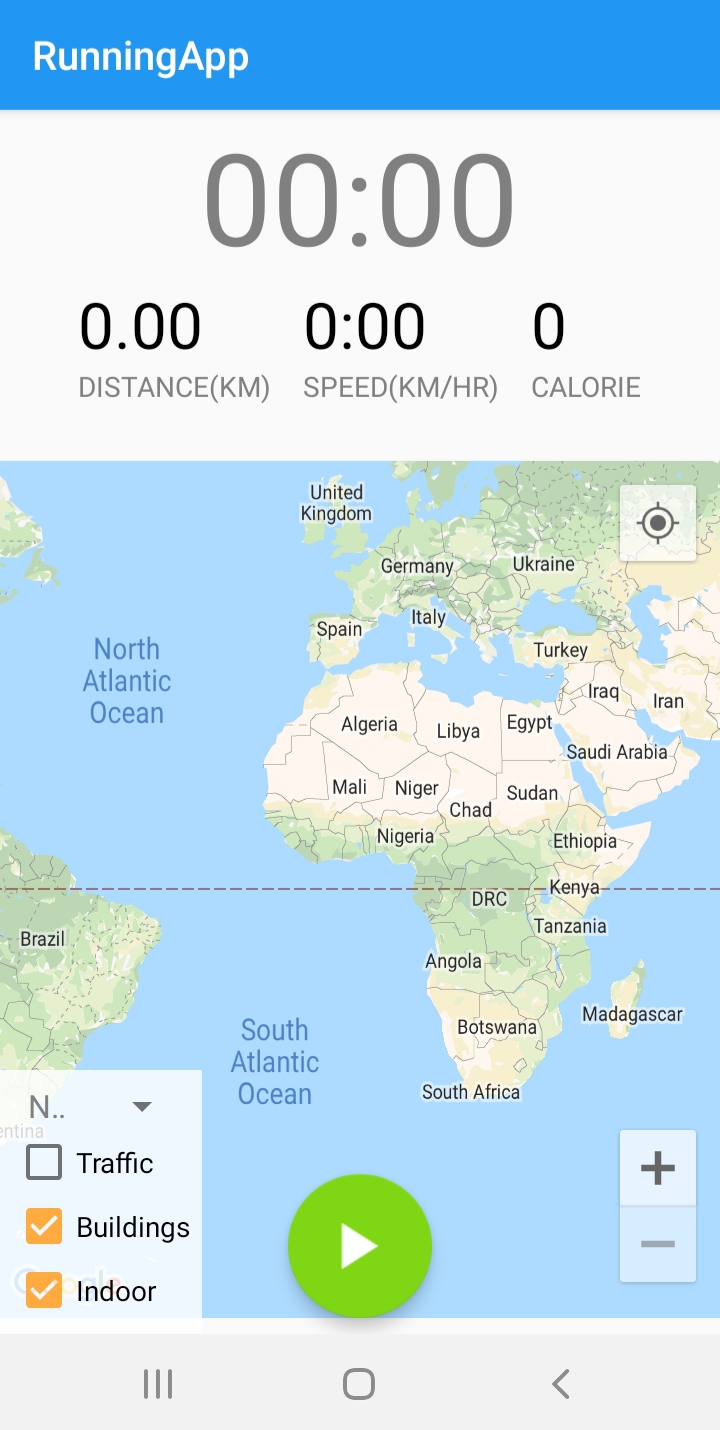 RunningApp
00:00
0.00 0:00 0
DISTANCE(KM) SPEED(KM/HR) CALORIE
United
Kingdom
Germany
Ukraine
Italy
Spain
North
Atlantic
Ocean
Turkey
Iraq
Iran
Algeria
Libya
Egypt
Saudi Arabia
Mali
Niger
Sudan
Chad
Nigeria
Ethiopia
Kenya
DRC
Tanzania
Brazil
Angola
Madagascar
Botswana
South
Atlantic
Ocean
South Africa
N..
entina
Traffic
Buildings
Indoor